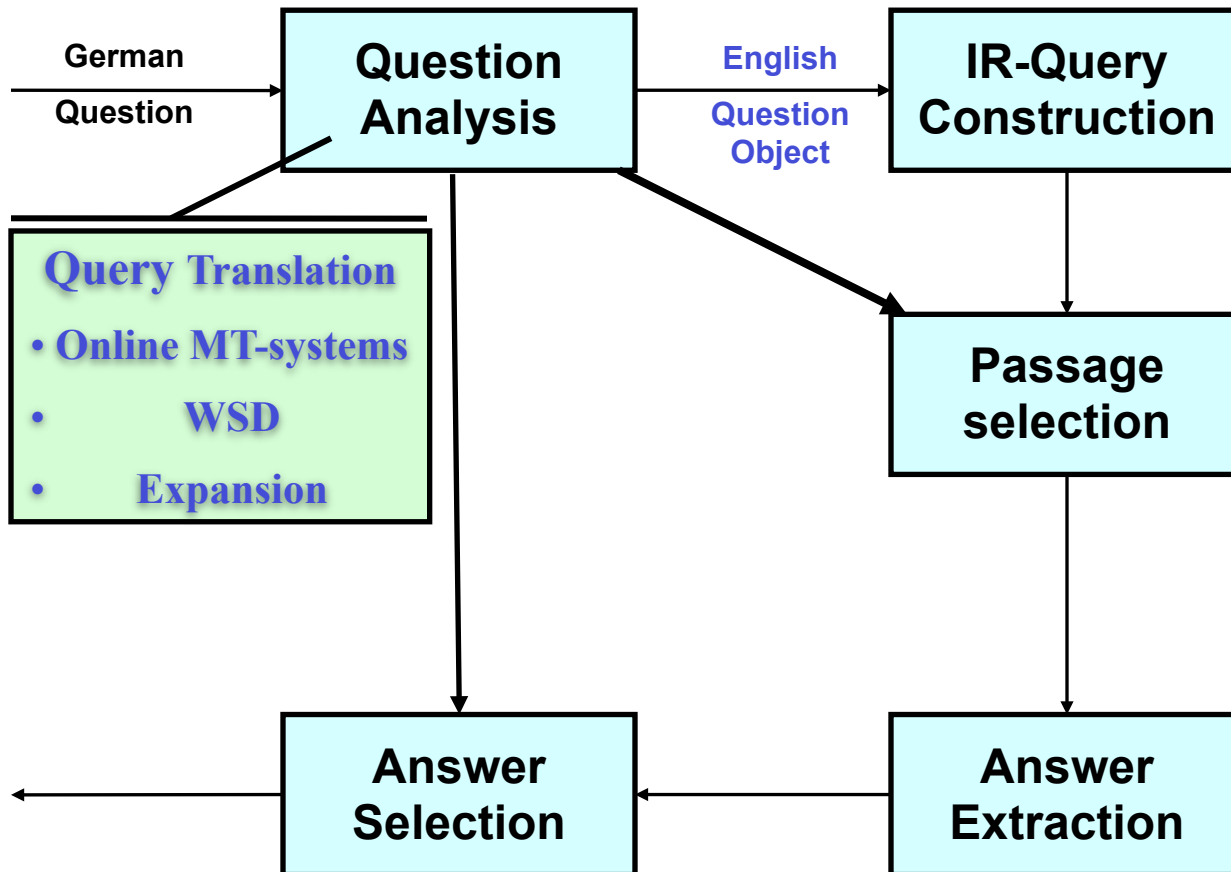 German
Question
Question
Analysis
English
Question
Object
IR-Query
Construction
Query Translation
• Online MT-systems
• WSD
• Expansion
Passage
selection
Answer
Selection
Answer
Extraction